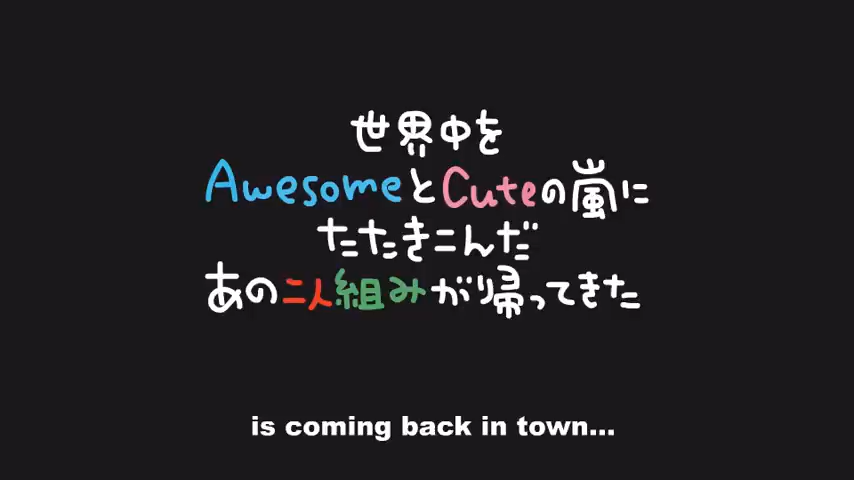 世界中を
AwesomeとCuteの嵐に
たたきこんだ
あの二人組みが帰ってきた
is coming back in town...